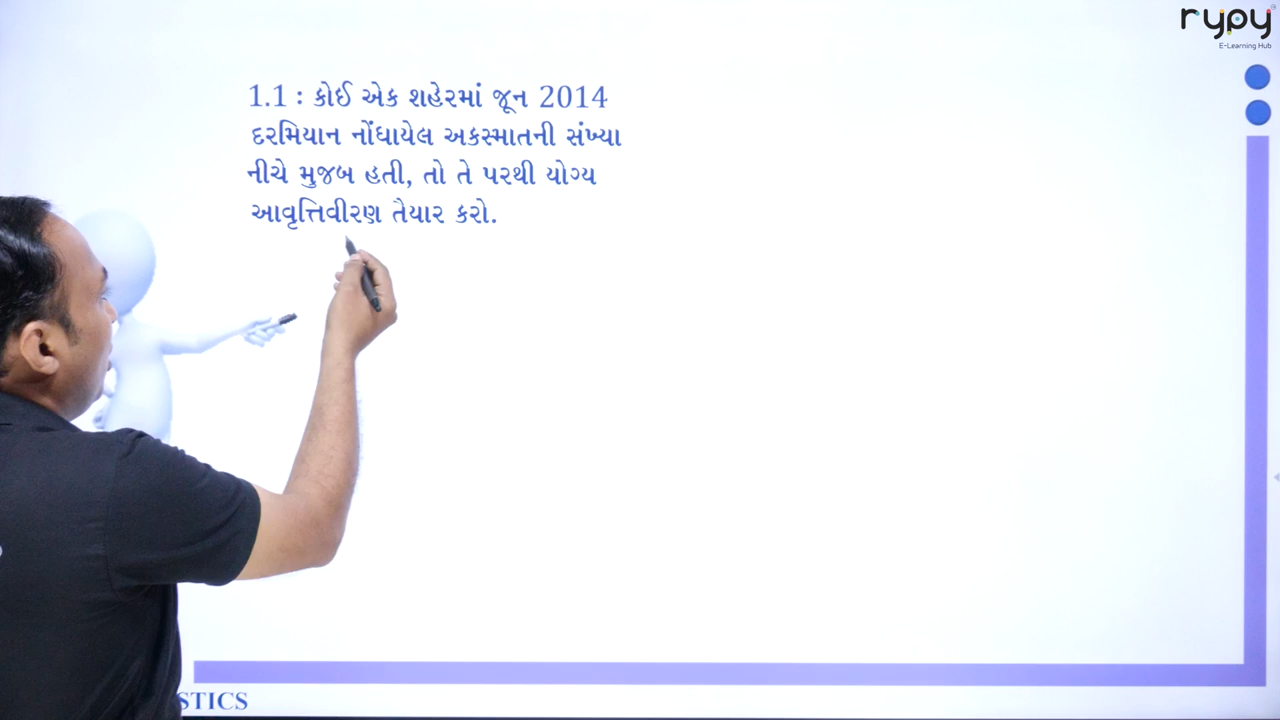 rypy
E-Learning Hub
1.1 : કોઈ એક શહેરમાં જૂન 2014
દરમિયાન નોંધાયેલ અકસ્માતની સંખ્યા
નીચે મુજબ હતી, તો તે પરથી યોગ્ય
આવૃત્તિવીરણ તૈયાર કરો.
STICS